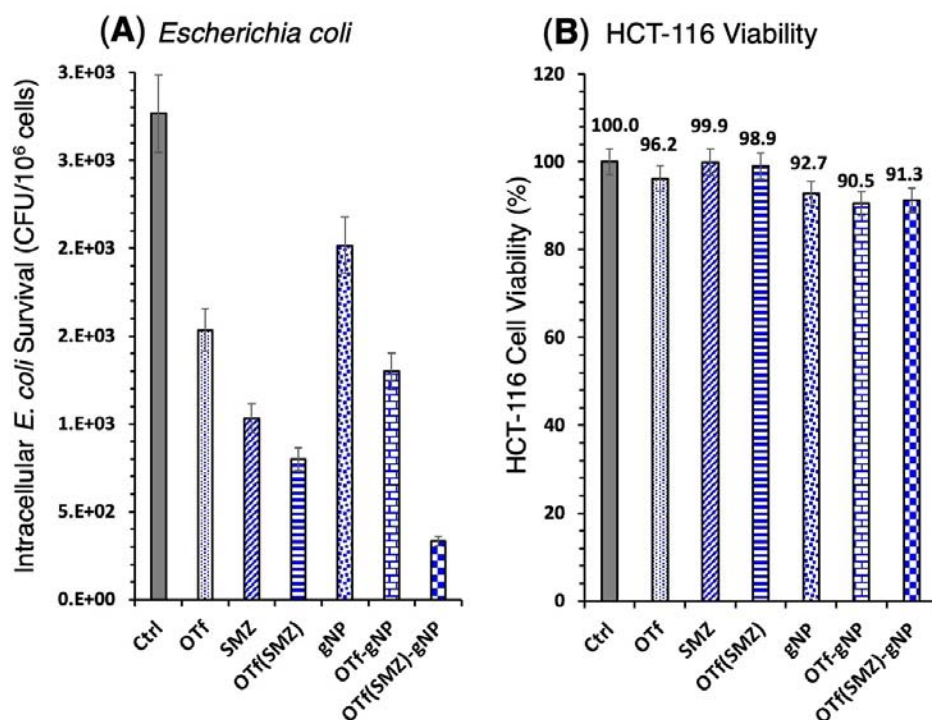 (A) Escherichia coli
Intracellular E. coli Survival (CFU/10⁶ cells)
3.E+03
3.E+03
2.E+03
2.E+03
1.E+03
5.E+02
0.E+00
Ctrl
OTf
SMZ
OTf(SMZ)
gNP
OTf-gNP
OTf(SMZ)-gNP
(B) HCT-116 Viability
HCT-116 Cell Viability (%)
120
100
80
60
40
20
0
100.0
96.2
99.9
98.9
92.7
90.5
91.3
Ctrl
OTf
SMZ
OTf(SMZ)
gNP
OTf-gNP
OTf(SMZ)-gNP